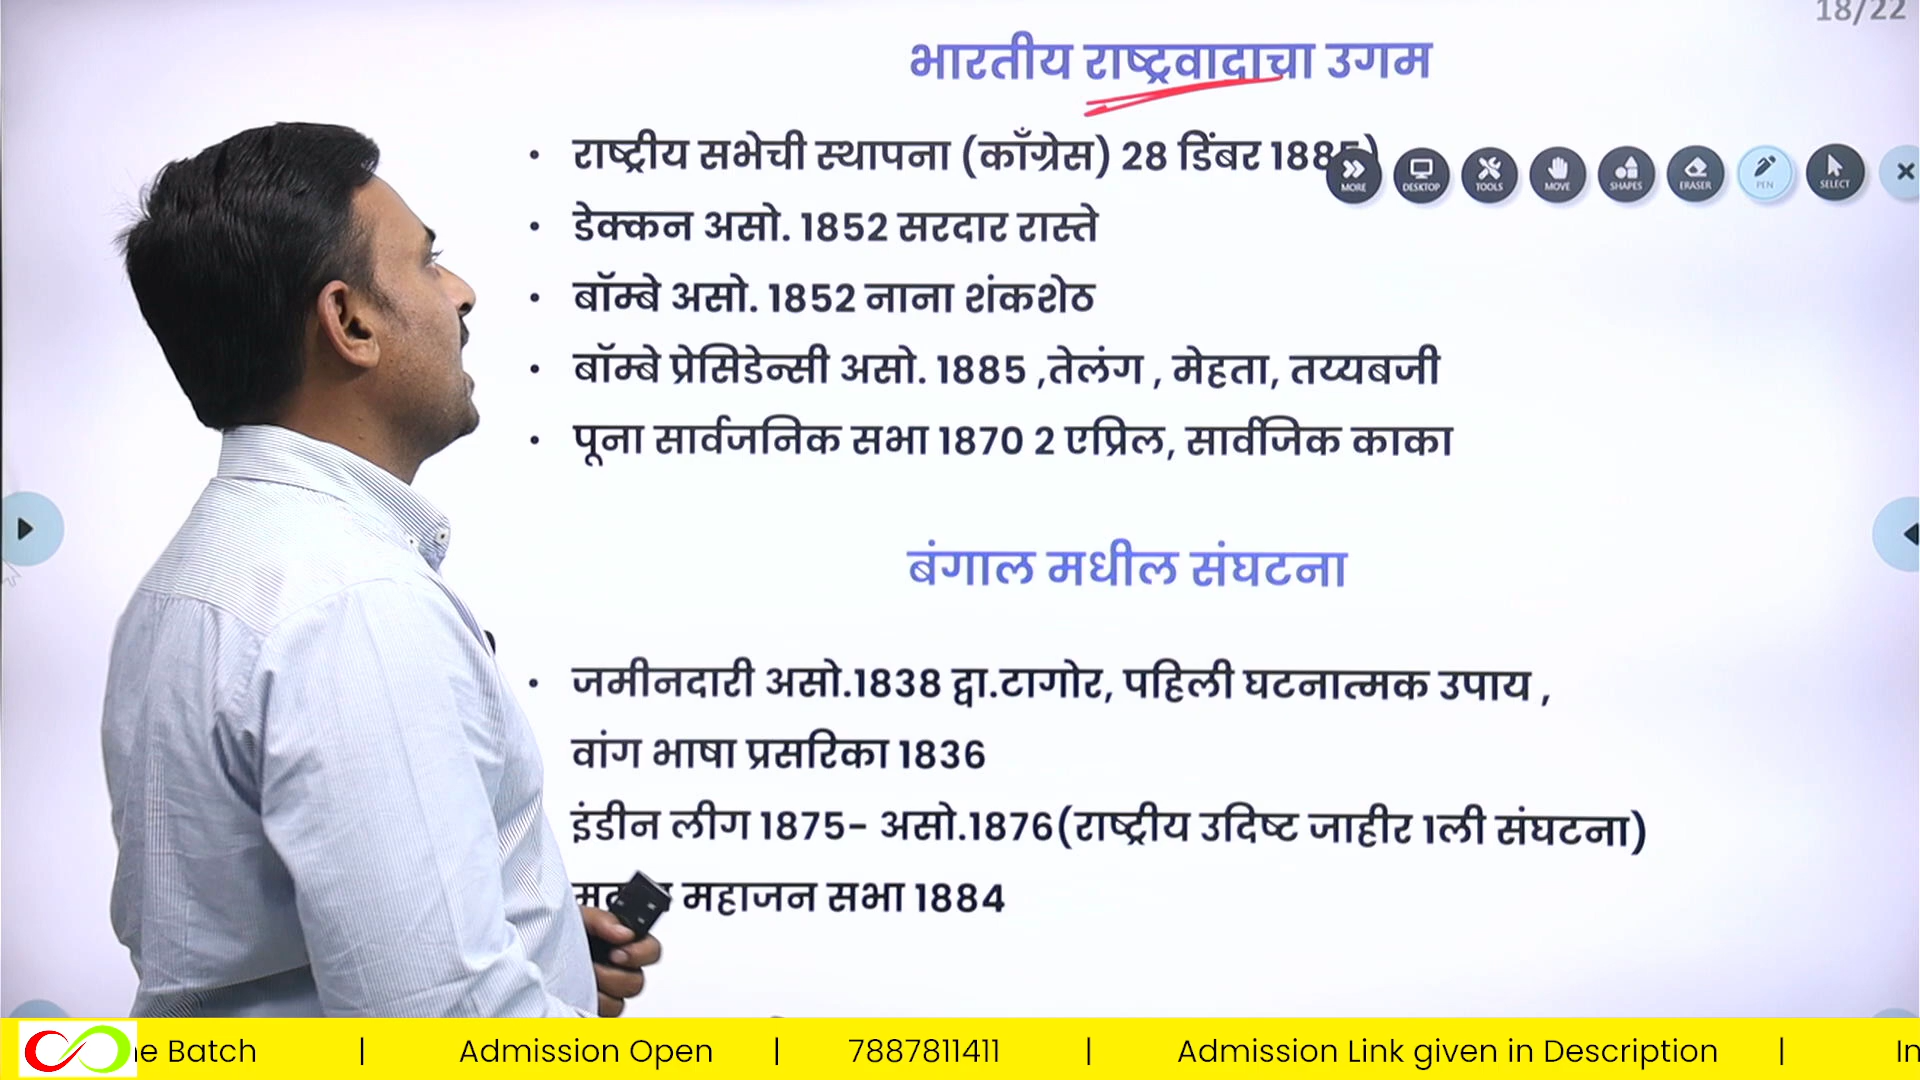 18/22
भारतीय राष्ट्रवादाचा उगम
• राष्ट्रीय सभेची स्थापना (काँग्रेस) 28 डिंबर 1885)
MORE DESKTOP TOOLS MOVE SHAPES ERASER PEN SELECT
• डेक्कन असो. 1852 सरदार रास्ते
• बॉम्बे असो. 1852 नाना शंकशेठ
• बॉम्बे प्रेसिडेन्सी असो. 1885 ,तेलंग , मेहता, तय्यबजी
• पूना सार्वजनिक सभा 1870 2 एप्रिल, सार्वजिक काका
बंगाल मधील संघटना
• जमीनदारी असो.1838 द्वा.टागोर, पहिली घटनात्मक उपाय ,
वांग भाषा प्रसरिका 1836
इंडीन लीग 1875- असो.1876(राष्ट्रीय उदिष्ट जाहीर 1ली संघटना)
महाजन सभा 1884
Batch | Admission Open | 7887811411 | Admission Link given in Description |